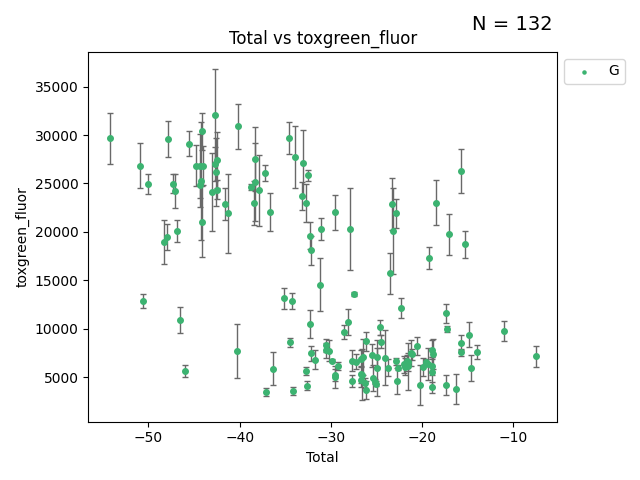 N = 132
Total vs toxgreen_fluor
G
toxgreen_fluor
35000
30000
25000
20000
15000
10000
5000
−50 −40 −30 −20 −10
Total